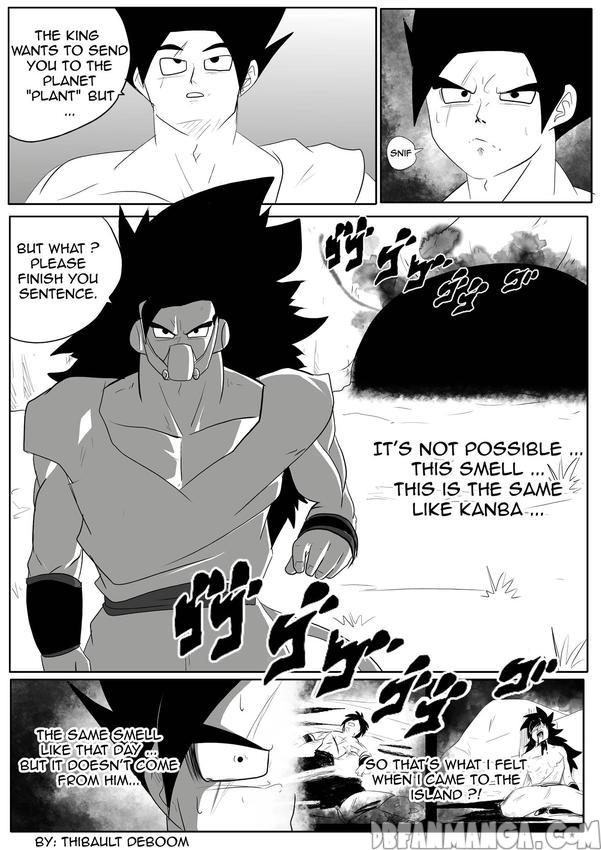 THE KING
WANTS TO SEND
YOU TO THE
PLANET
"PLANT" BUT
...
SNIF
BUT WHAT ?
PLEASE
FINISH YOU
SENTENCE.
IT'S NOT POSSIBLE ...
THIS SMELL ...
THIS IS THE SAME
LIKE KANBA ...
THE SAME SMELL
LIKE THAT DAY ...
BUT IT DOESN'T COME
FROM HIM...
SO THAT'S WHAT I FELT
WHEN I CAME TO THE
ISLAND ?!
BY: THIBAULT DEBOOM
DBFANMANGA.COM